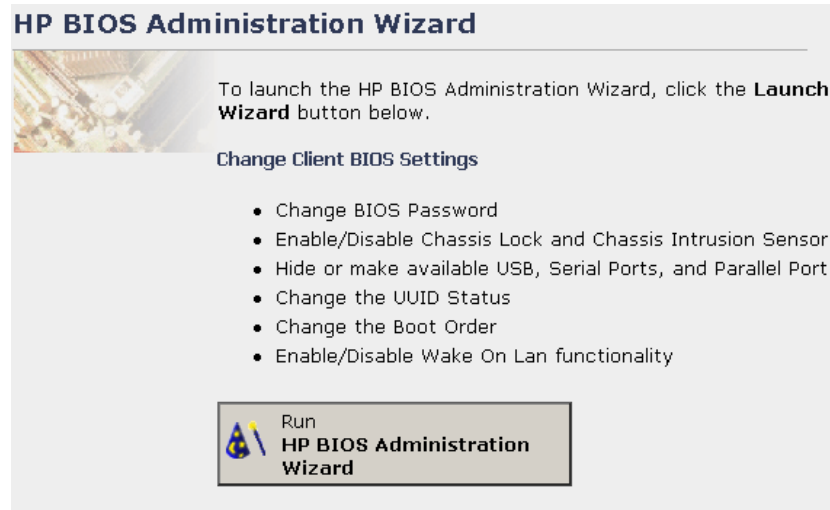 HP BIOS Administration Wizard
To launch the HP BIOS Administration Wizard, click the Launch
Wizard button below.
Change Client BIOS Settings
• Change BIOS Password
• Enable/Disable Chassis Lock and Chassis Intrusion Sensor
• Hide or make available USB, Serial Ports, and Parallel Port
• Change the UUID Status
• Change the Boot Order
• Enable/Disable Wake On Lan functionality
Run
HP BIOS Administration
Wizard